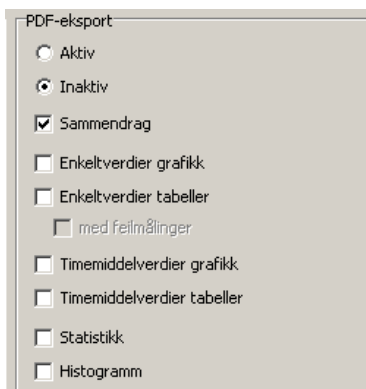 PDF-eksport
Aktiv
Inaktiv
Sammendrag
Enkeltverdier grafikk
Enkeltverdier tabeller
med feilmålinger
Timemiddelverdier grafikk
Timemiddelverdier tabeller
Statistikk
Histogramm